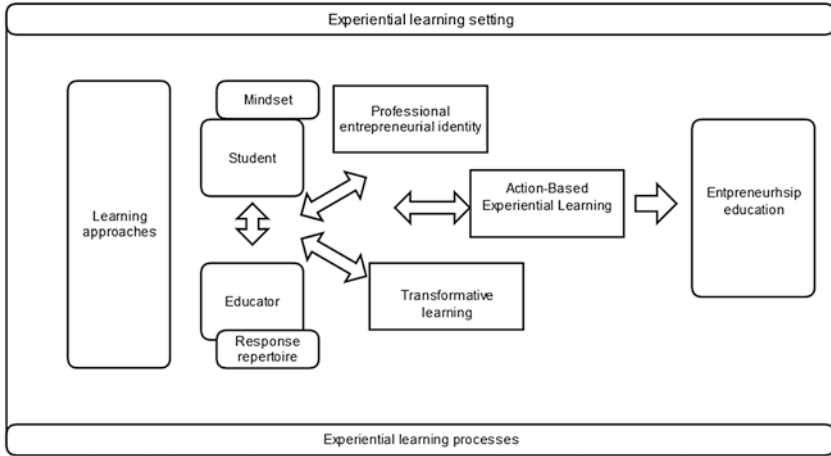 Experiential learning setting
Mindset
Student
Professional
entrepreneurial identity
Learning
approaches
Action-Based
Experiential Learning
Entpreneurhsip
education
Educator
Response
repertoire
Transformative
learning
Experiential learning processes